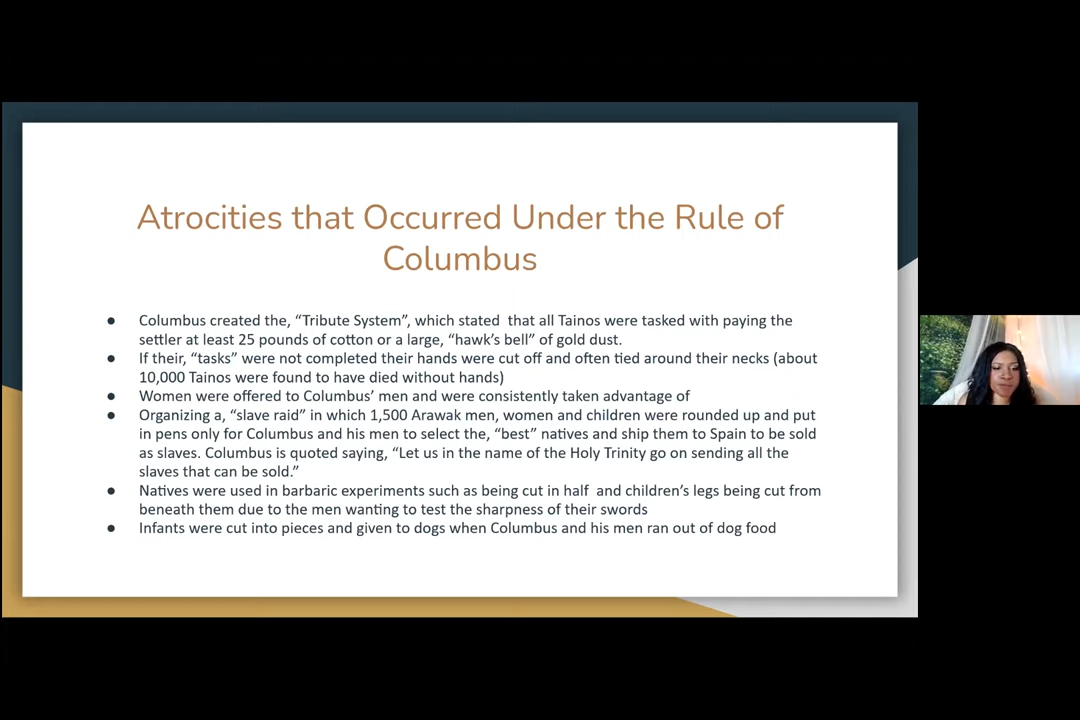 Atrocities that Occurred Under the Rule of
Columbus
● Columbus created the, “Tribute System”, which stated  that all Tainos were tasked with paying the
settler at least 25 pounds of cotton or a large, “hawk’s bell” of gold dust.
● If their, “tasks” were not completed their hands were cut off and often tied around their necks (about
10,000 Tainos were found to have died without hands)
● Women were offered to Columbus’ men and were consistently taken advantage of
● Organizing a, “slave raid” in which 1,500 Arawak men, women and children were rounded up and put
in pens only for Columbus and his men to select the, “best” natives and ship them to Spain to be sold
as slaves. Columbus is quoted saying, “Let us in the name of the Holy Trinity go on sending all the
slaves that can be sold.”
● Natives were used in barbaric experiments such as being cut in half  and children’s legs being cut from
beneath them due to the men wanting to test the sharpness of their swords
● Infants were cut into pieces and given to dogs when Columbus and his men ran out of dog food